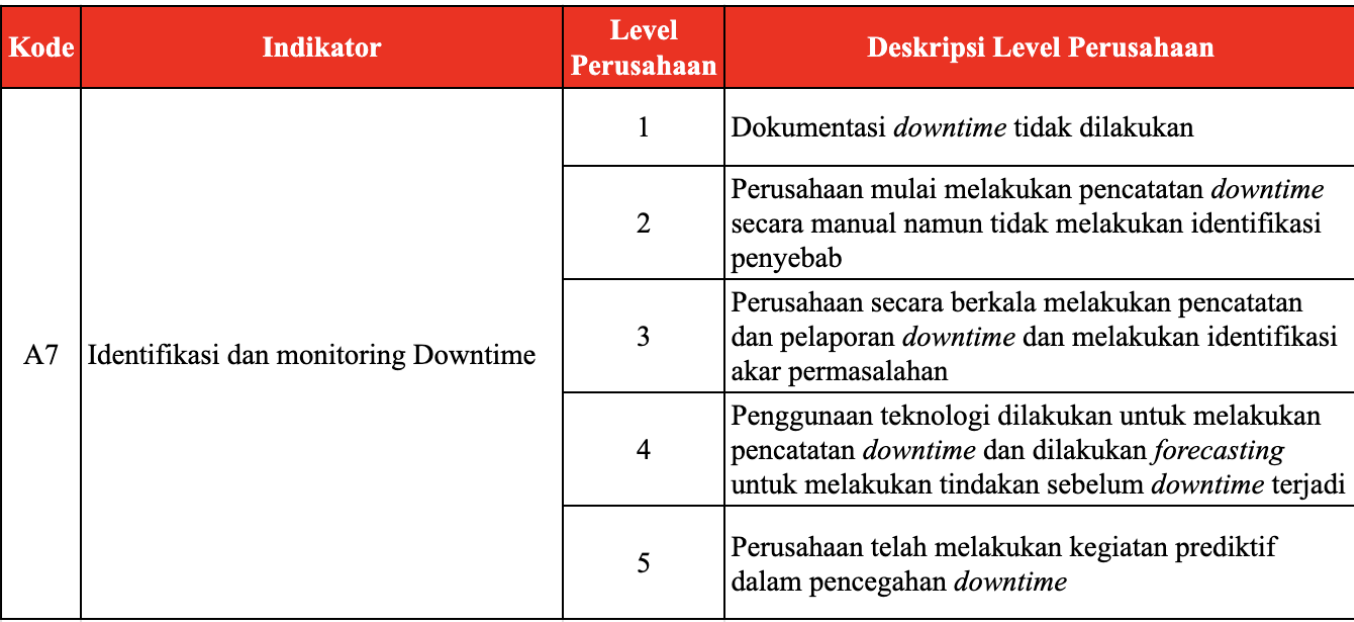 Kode
Indikator
Level
Perusahaan
Deskripsi Level Perusahaan
A7
Identifikasi dan monitoring Downtime
1
Dokumentasi downtime tidak dilakukan
2
Perusahaan mulai melakukan pencatatan downtime
secara manual namun tidak melakukan identifikasi
penyebab
3
Perusahaan secara berkala melakukan pencatatan
dan pelaporan downtime dan melakukan identifikasi
akar permasalahan
4
Penggunaan teknologi dilakukan untuk melakukan
pencatatan downtime dan dilakukan forecasting
untuk melakukan tindakan sebelum downtime terjadi
5
Perusahaan telah melakukan kegiatan prediktif
dalam pencegahan downtime